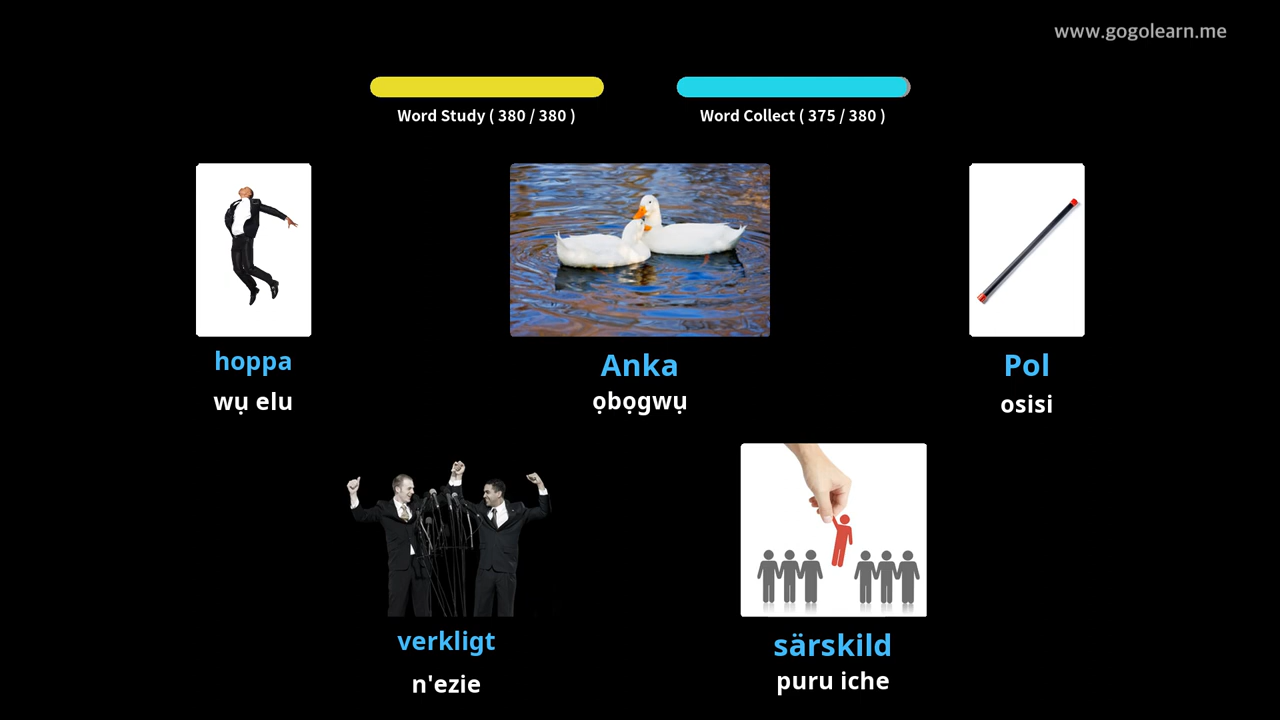 www.gogolearn.me
Word Study ( 380 / 380 )
Word Collect ( 375 / 380 )
hoppa
wụ elu
Anka
ọbọgwụ
Pol
osisi
verkligt
n'ezie
särskild
puru iche